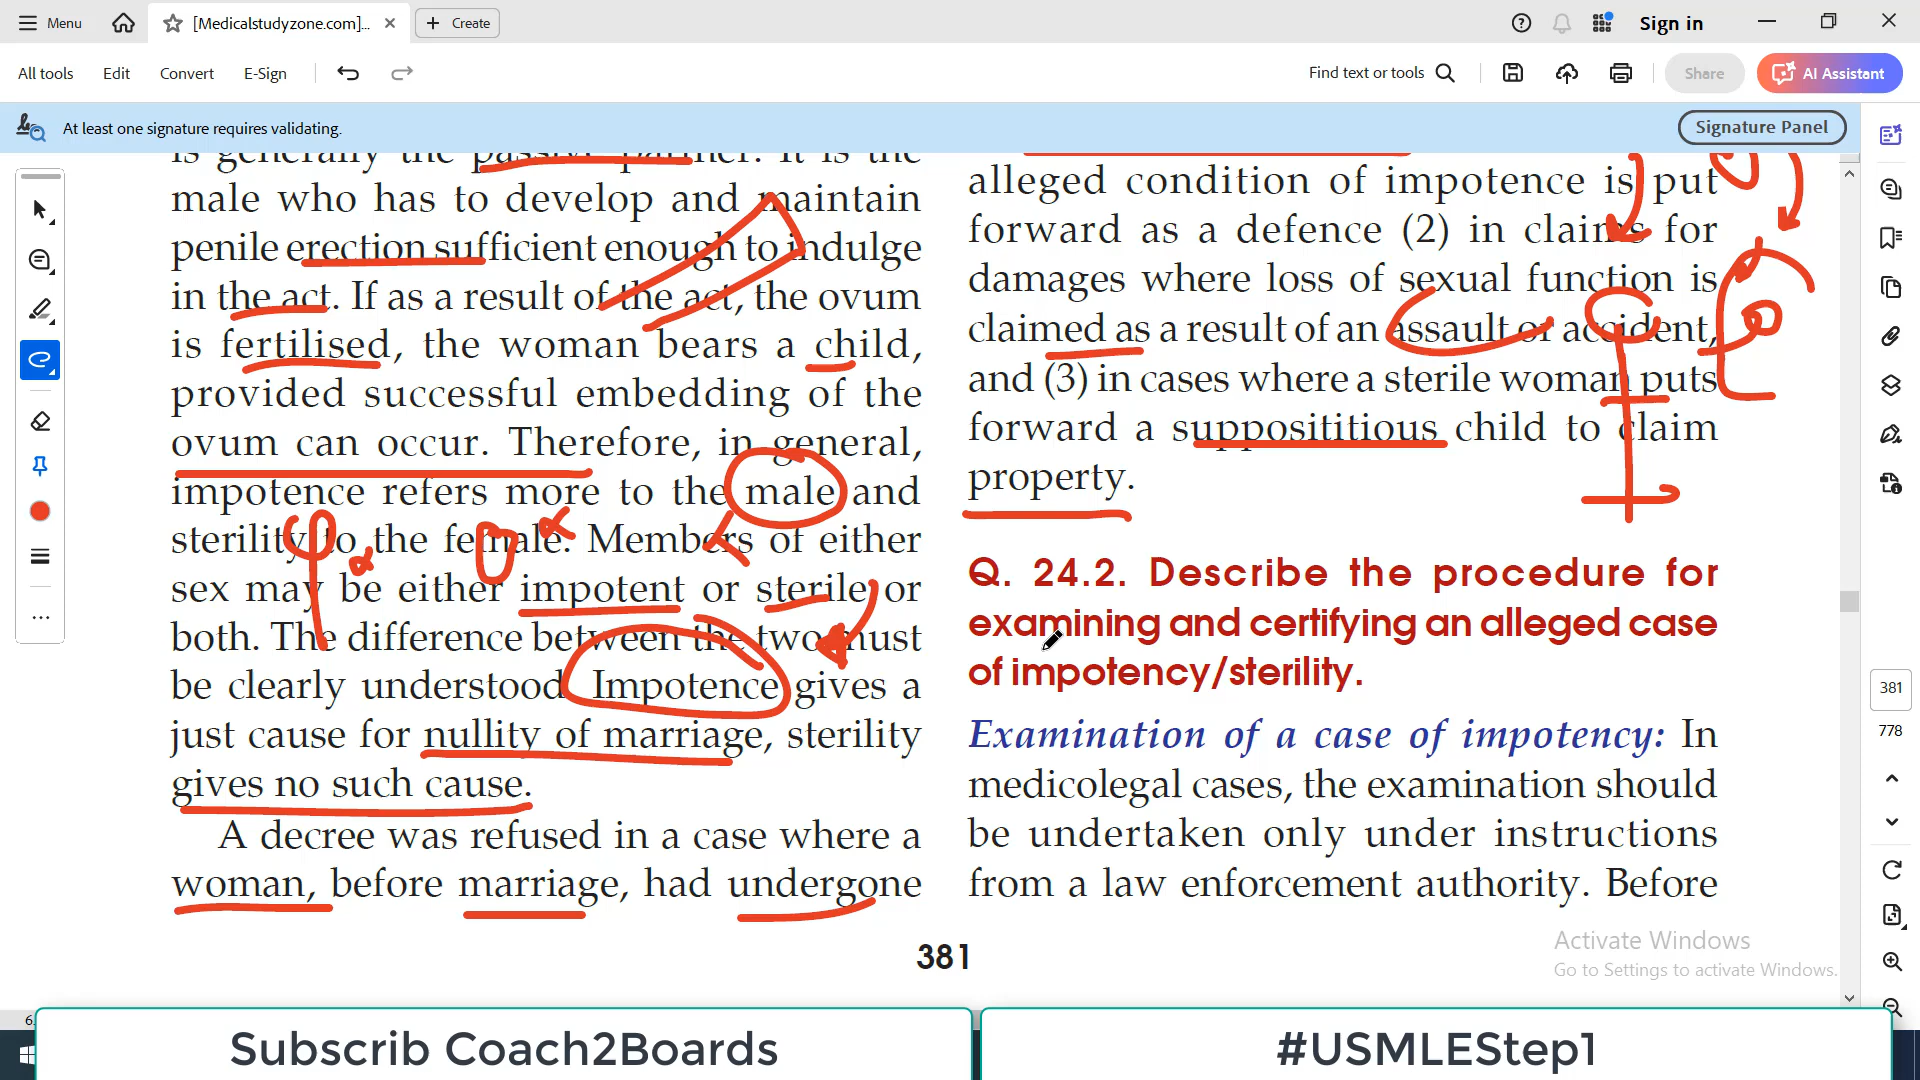 Menu
[Medicalstudyzone.com]...
Create
Sign in
All tools
Edit
Convert
E-Sign
Find text or tools
Share
AI Assistant
At least one signature requires validating.
Signature Panel
is generally the passive partner. It is the
male who has to develop and maintain
penile erection sufficient enough to indulge
in the act. If as a result of the act, the ovum
is fertilised, the woman bears a child,
provided successful embedding of the
ovum can occur. Therefore, in general,
impotence refers more to the male and
sterility to the female. Members of either
sex may be either impotent or sterile or
both. The difference between the two must
be clearly understood. Impotence gives a
just cause for nullity of marriage, sterility
gives no such cause.
A decree was refused in a case where a
woman, before marriage, had undergone
alleged condition of impotence is put
forward as a defence (2) in claims for
damages where loss of sexual function is
claimed as a result of an assault or accident,
and (3) in cases where a sterile woman puts
forward a supposititious child to claim
property.
Q. 24.2. Describe the procedure for
examining and certifying an alleged case
of impotency/sterility.
Examination of a case of impotency: In
medicolegal cases, the examination should
be undertaken only under instructions
from a law enforcement authority. Before
381
381
778
Activate Windows
Go to Settings to activate Windows.
Subscrib Coach2Boards
#USMLEStep1